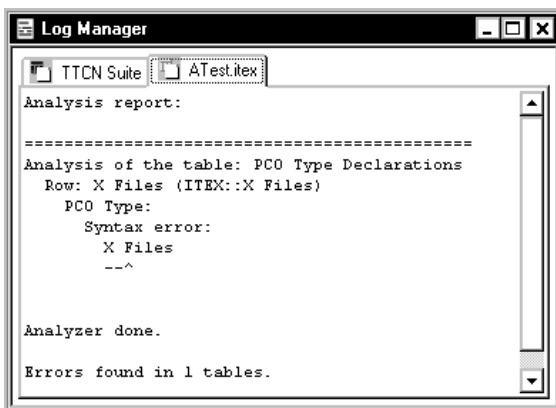 Log Manager
TTCN Suite ATest.itex
Analysis report:
=============================================
Analysis of the table: PCO Type Declarations
Row: X Files (ITEX::X Files)
PCO Type:
Syntax error:
X Files
--^
Analyzer done.
Errors found in 1 tables.